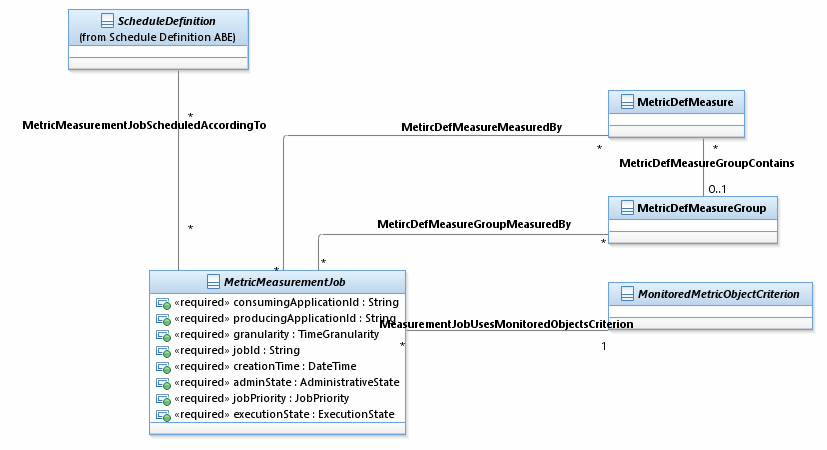 ScheduleDefinition
(from Schedule Definition ABE)
*
MetricMeasurementJobScheduledAccordingTo
*
MetricDefMeasure
MetircDefMeasureMeasuredBy
*
*
*
MetricDefMeasureGroupContains
0..1
MetricDefMeasureGroup
MetircDefMeasureGroupMeasuredBy
*
*
MetricMeasurementJob
«required» consumingApplicationId : String
«required» producingApplicationId : String
«required» granularity : TimeGranularity
«required» jobId : String
«required» creationTime : DateTime
«required» adminState : AdministrativeState
«required» jobPriority : JobPriority
«required» executionState : ExecutionState
MonitoredMetricObjectCriterion
MeasurementJobUsesMonitoredObjectsCriterion
*
1